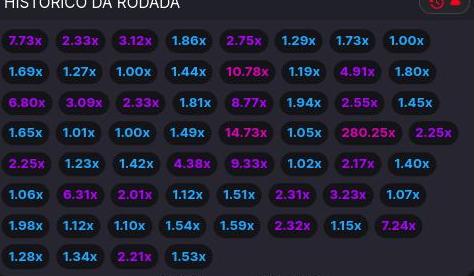 HISTÓRICO DA RODADA
7.73x 2.33x 3.12x 1.86x 2.75x 1.29x 1.73x 1.00x
1.69x 1.27x 1.00x 1.44x 10.78x 1.19x 4.91x 1.80x
6.80x 3.09x 2.33x 1.81x 8.77x 1.94x 2.55x 1.45x
1.65x 1.01x 1.00x 1.49x 14.73x 1.05x 280.25x 2.25x
2.25x 1.23x 1.42x 4.38x 9.33x 1.02x 2.17x 1.40x
1.06x 6.31x 2.01x 1.12x 1.51x 2.31x 3.23x 1.07x
1.98x 1.12x 1.10x 1.54x 1.59x 2.32x 1.15x 7.24x
1.28x 1.34x 2.21x 1.53x